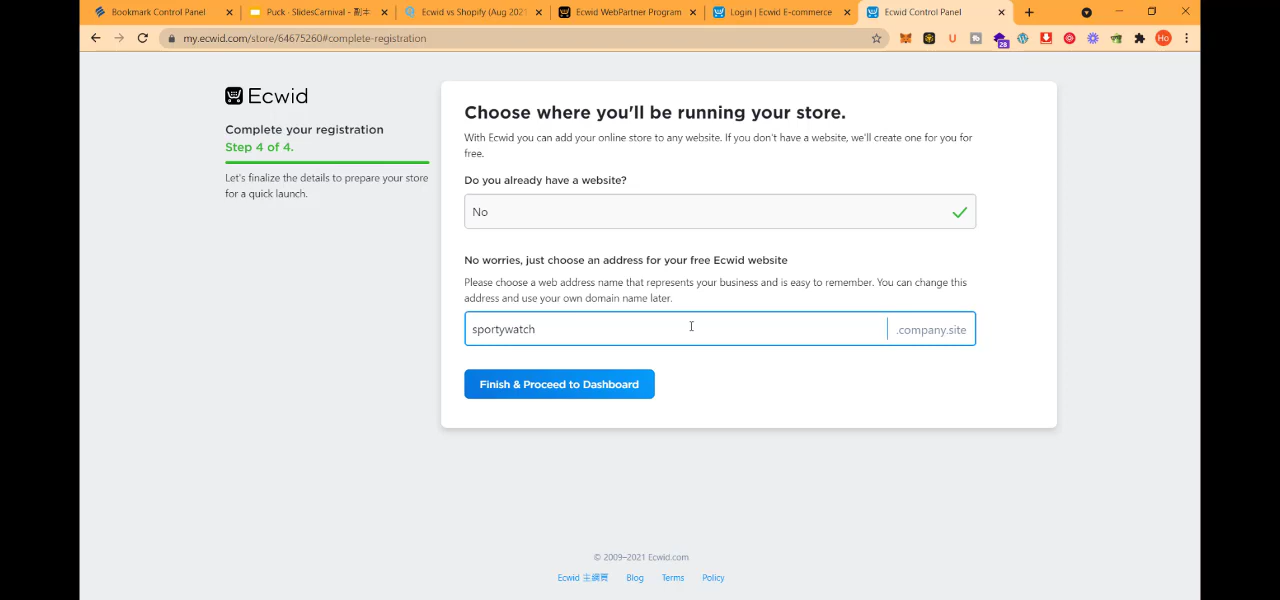 Bookmark Control Panel
Puck · SlidesCarnival - 副本
Ecwid vs Shopify (Aug 2021
Ecwid WebPartner Program
Login | Ecwid E-commerce
Ecwid Control Panel
my.ecwid.com/store/64675260#complete-registration
28
Ho
Ecwid
Complete your registration
Step 4 of 4.
Let's finalize the details to prepare your store
for a quick launch.
Choose where you'll be running your store.
With Ecwid you can add your online store to any website. If you don't have a website, we'll create one for you for
free.
Do you already have a website?
No
No worries, just choose an address for your free Ecwid website
Please choose a web address name that represents your business and is easy to remember. You can change this
address and use your own domain name later.
sportywatch
.company.site
Finish & Proceed to Dashboard
© 2009–2021 Ecwid.com
Ecwid 主網頁 Blog Terms Policy